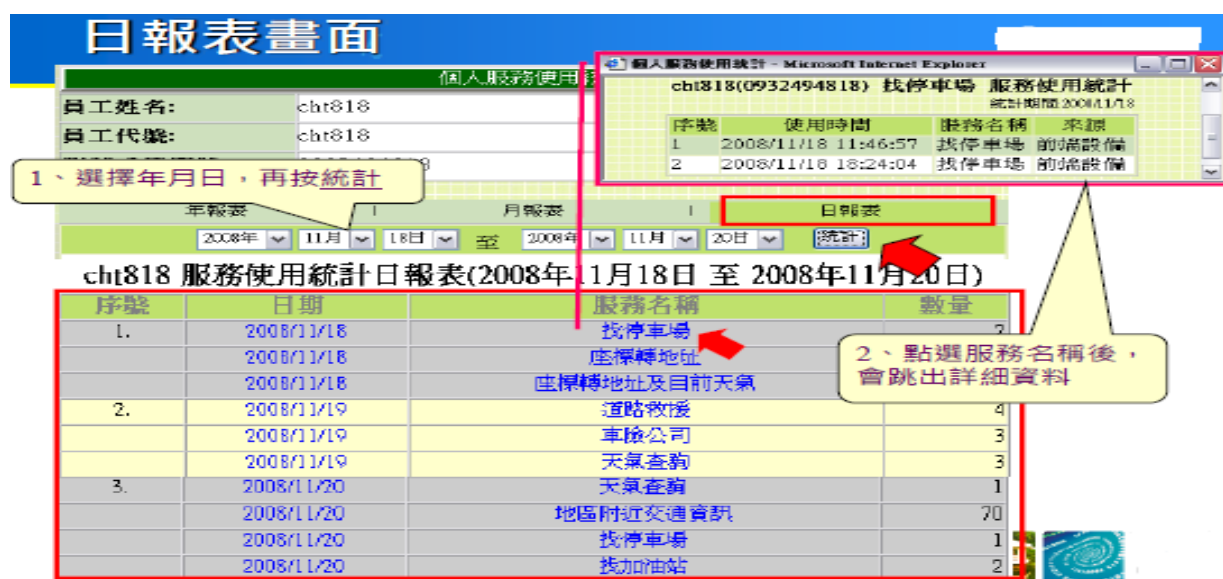 日報表畫面
個人服務使用
員工姓名: cht818
員工代號: cht818
1、選擇年月日，再按統計
年報表 | 月報表 | 日報表
2008年 11月 18日 至 2008年 11月 20日 統計
cht818 服務使用統計日報表(2008年11月18日 至 2008年11月20日)
序號 日期 服務名稱 數量
1. 2008/11/18 找停車場 2
2008/11/18 座標轉地址
2008/11/18 座標轉地址及目前天氣
2. 2008/11/19 道路救援 4
2008/11/19 車險公司 3
2008/11/19 天氣查詢 3
3. 2008/11/20 天氣查詢 1
2008/11/20 地區附近交通資訊 70
2008/11/20 找停車場 1
2008/11/20 找加油站 2
個人服務使用統計 - Microsoft Internet Explorer
cht818(0932494818) 找停車場 服務使用統計
統計期間:2008/11/18
序號 使用時間 服務名稱 來源
1 2008/11/18 11:46:57 找停車場 前端設備
2 2008/11/18 18:24:04 找停車場 前端設備
2、點選服務名稱後，
會跳出詳細資料